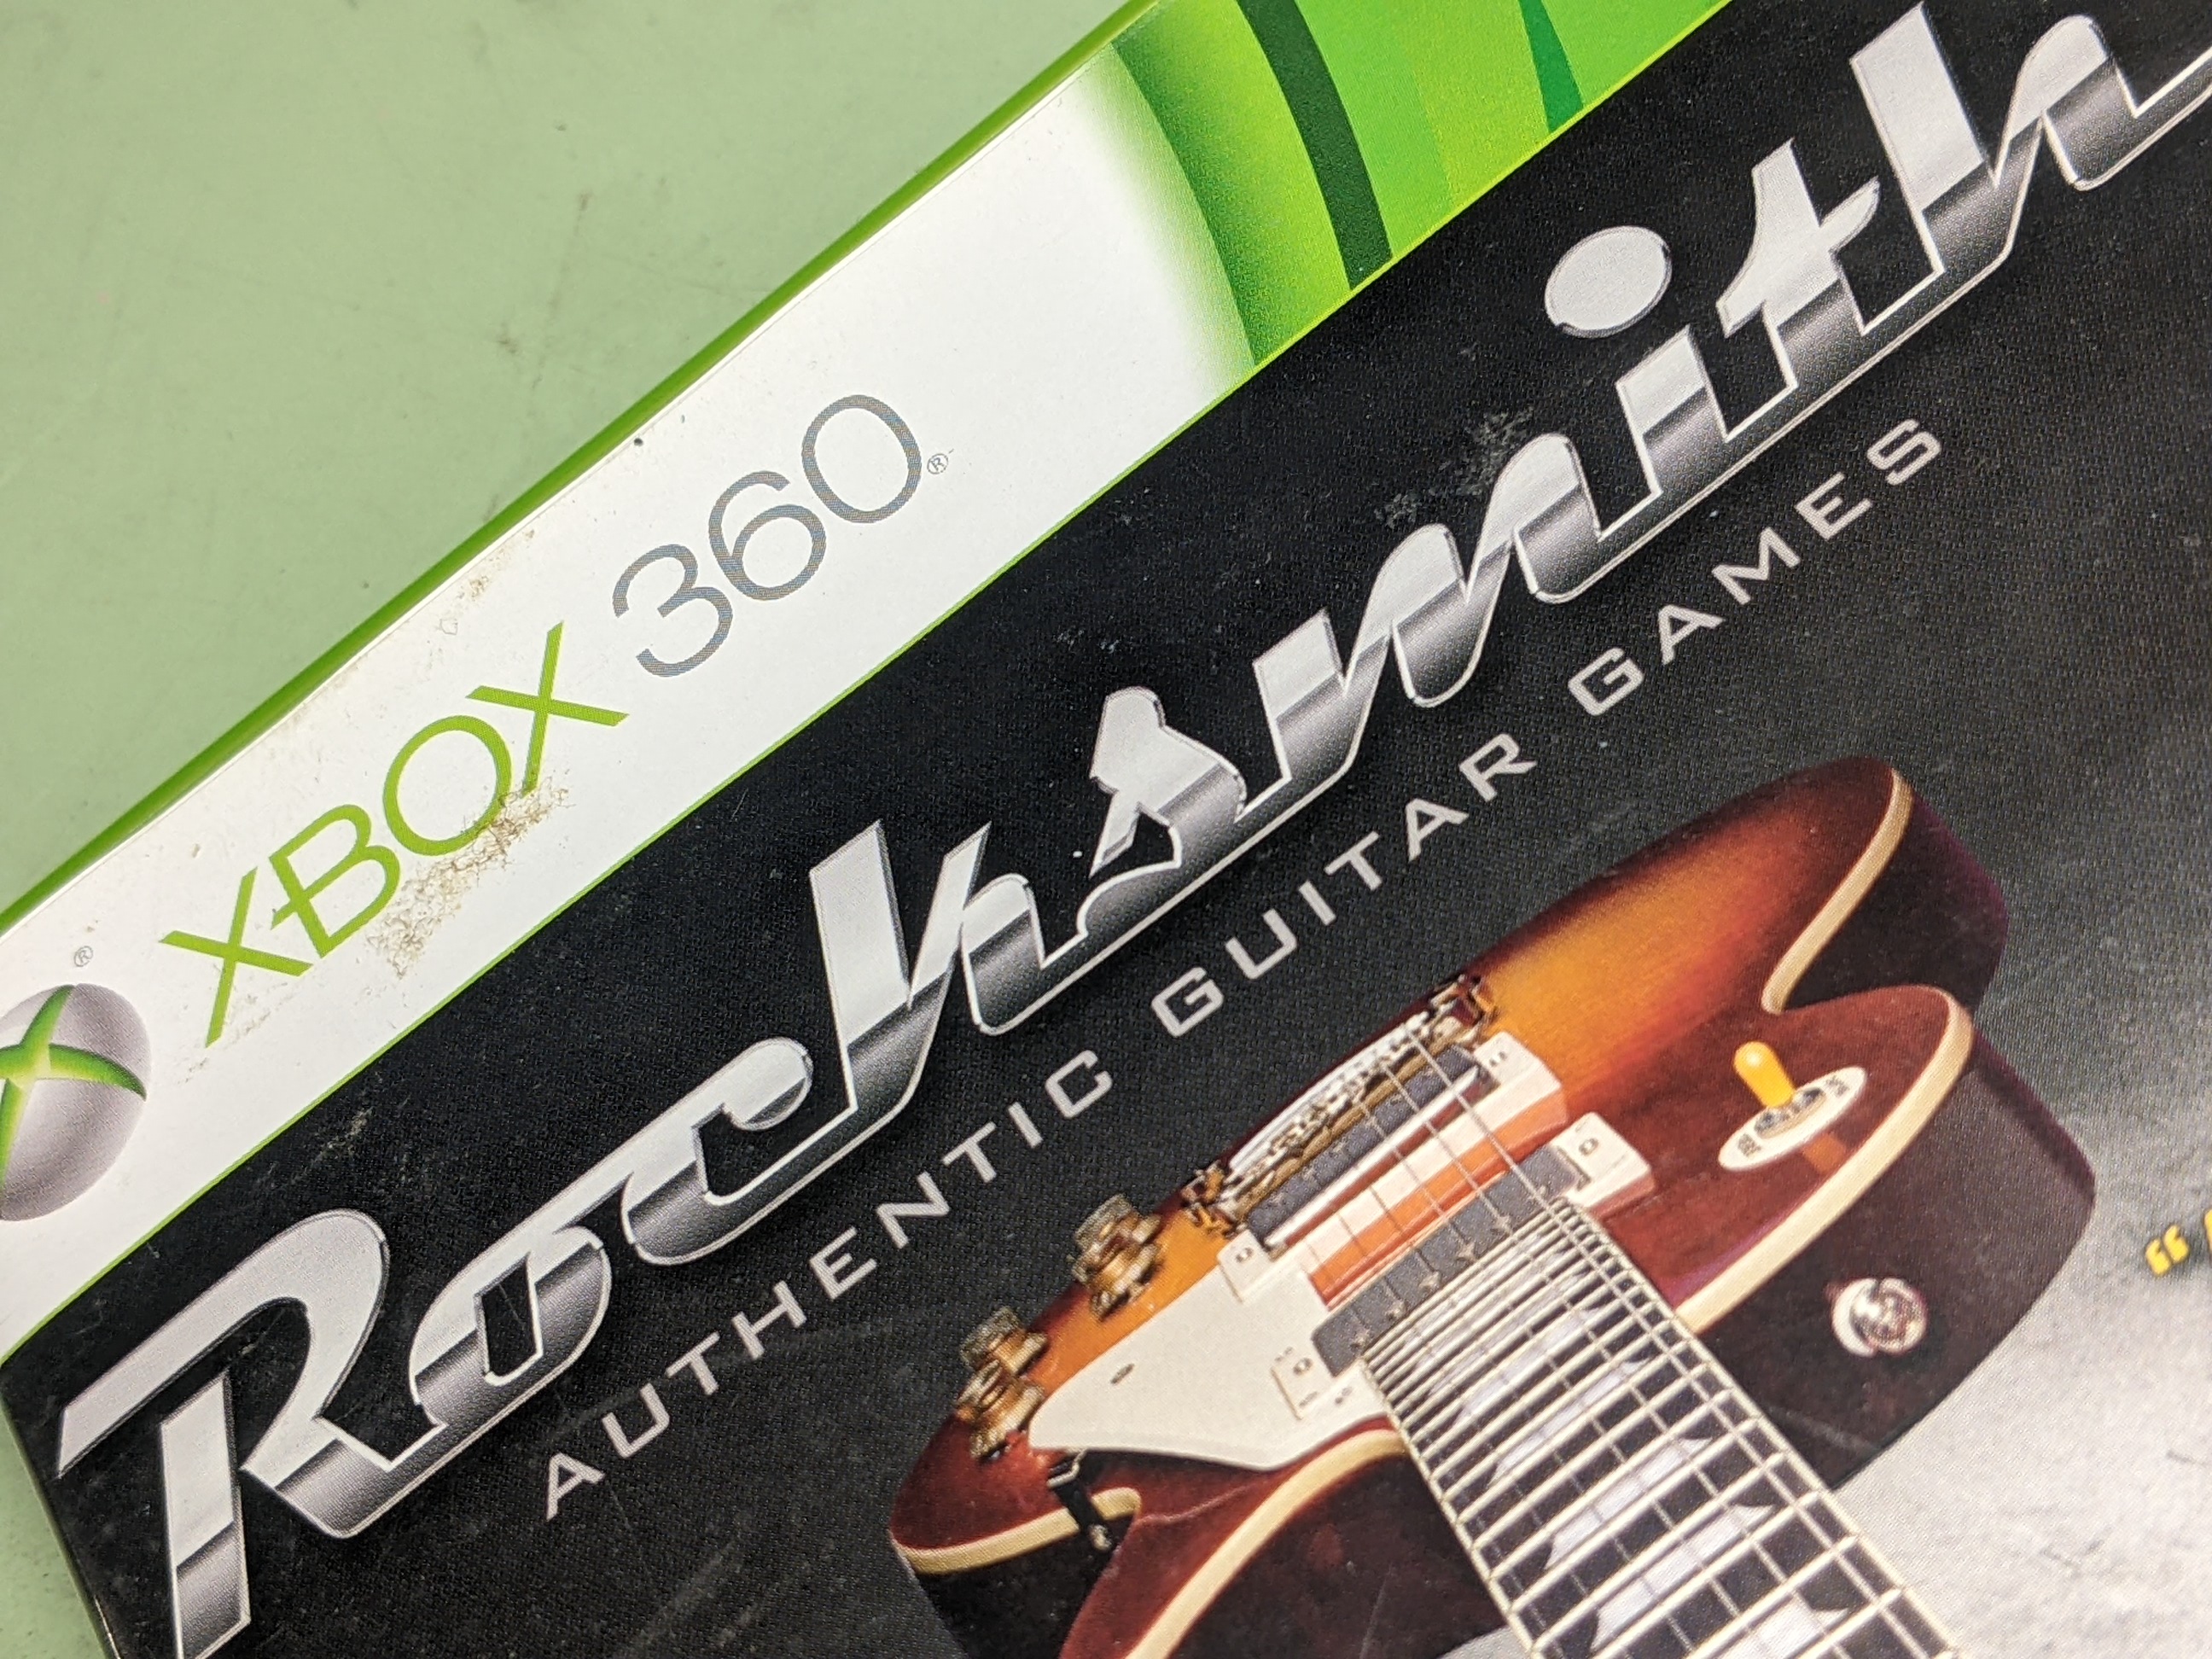 XBOX 360®
®
Rocksmith
AUTHENTIC GUITAR GAMES
“